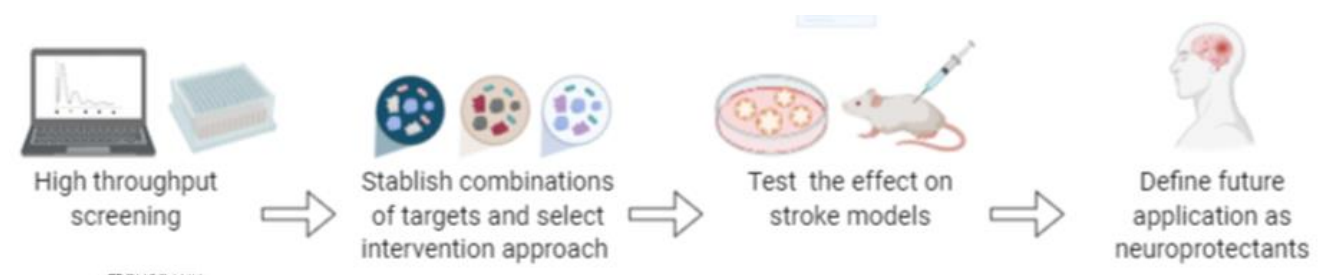 High throughput
screening
Stablish combinations
of targets and select
intervention approach
Test the effect on
stroke models
Define future
application as
neuroprotectants